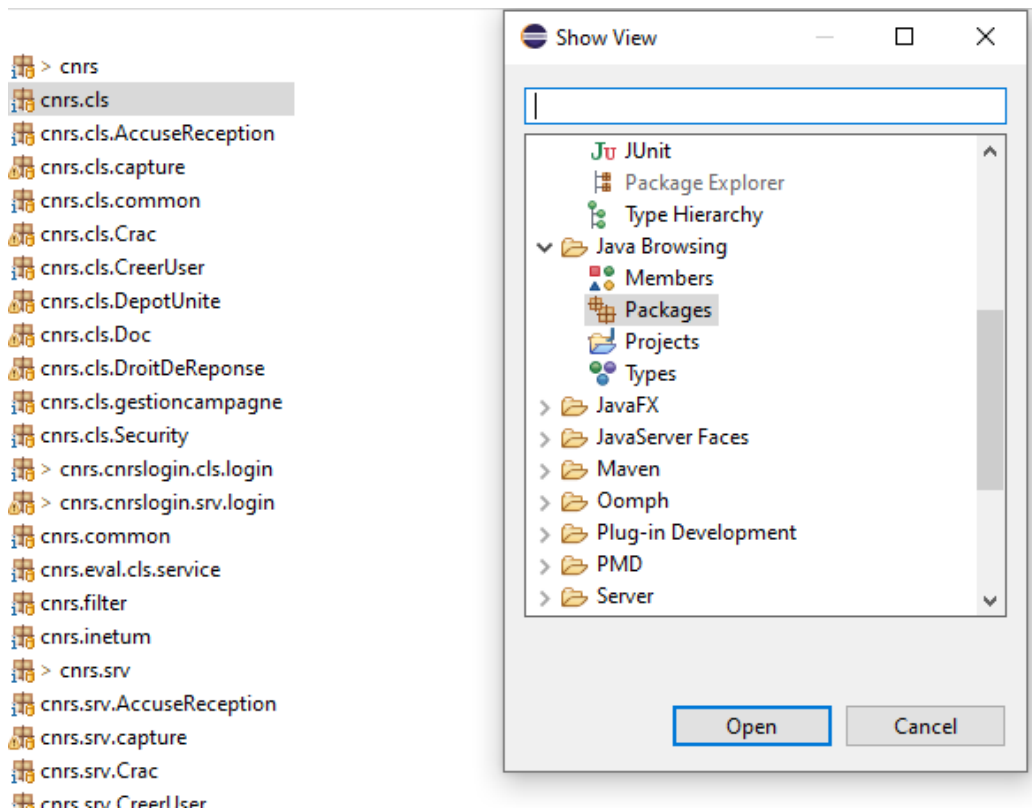 > cnrs
cnrs.cls
cnrs.cls.AccuseReception
cnrs.cls.capture
cnrs.cls.common
cnrs.cls.Crac
cnrs.cls.CreerUser
cnrs.cls.DepotUnite
cnrs.cls.Doc
cnrs.cls.DroitDeReponse
cnrs.cls.gestioncampagne
cnrs.cls.Security
> cnrs.cnrslogin.cls.login
> cnrs.cnrslogin.srv.login
cnrs.common
cnrs.eval.cls.service
cnrs.filter
cnrs.inetum
> cnrs.srv
cnrs.srv.AccuseReception
cnrs.srv.capture
cnrs.srv.Crac
cnrs.srv.CreerUser
Show View
JU JUnit
Package Explorer
Type Hierarchy
Java Browsing
Members
Packages
Projects
Types
JavaFX
JavaServer Faces
Maven
Oomph
Plug-in Development
PMD
Server
Open
Cancel